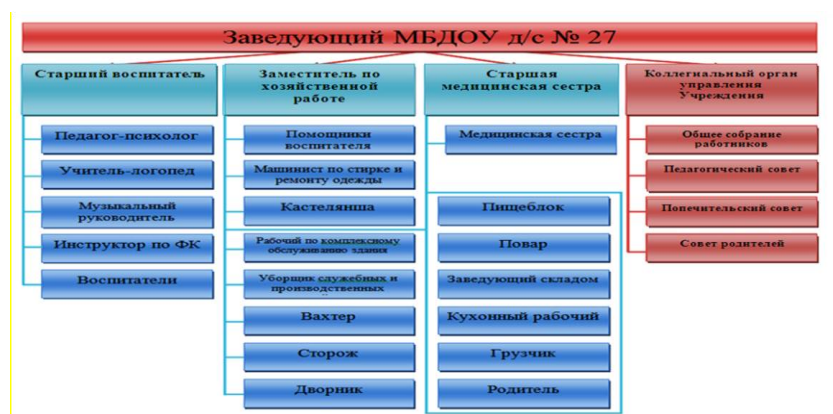 Заведующий МБДОУ д/с № 27
Старший воспитатель
Педагог-психолог
Учитель-логопед
Музыкальный
руководитель
Инструктор по ФК
Воспитатели
Заместитель по
хозяйственной
работе
Помощники
воспитателя
Машинист по стирке и
ремонту одежды
Кастелянша
Рабочий по комплексному
обслуживанию здания
Уборщик служебных и
производственных
Вахтер
Сторож
Дворник
Старшая
медицинская сестра
Медицинская сестра
Пищеблок
Повар
Заведующий складом
Кухонный рабочий
Грузчик
Родитель
Коллегиальный орган
управления
Учреждения
Общее собрание
работников
Педагогический совет
Попечительский совет
Совет родителей